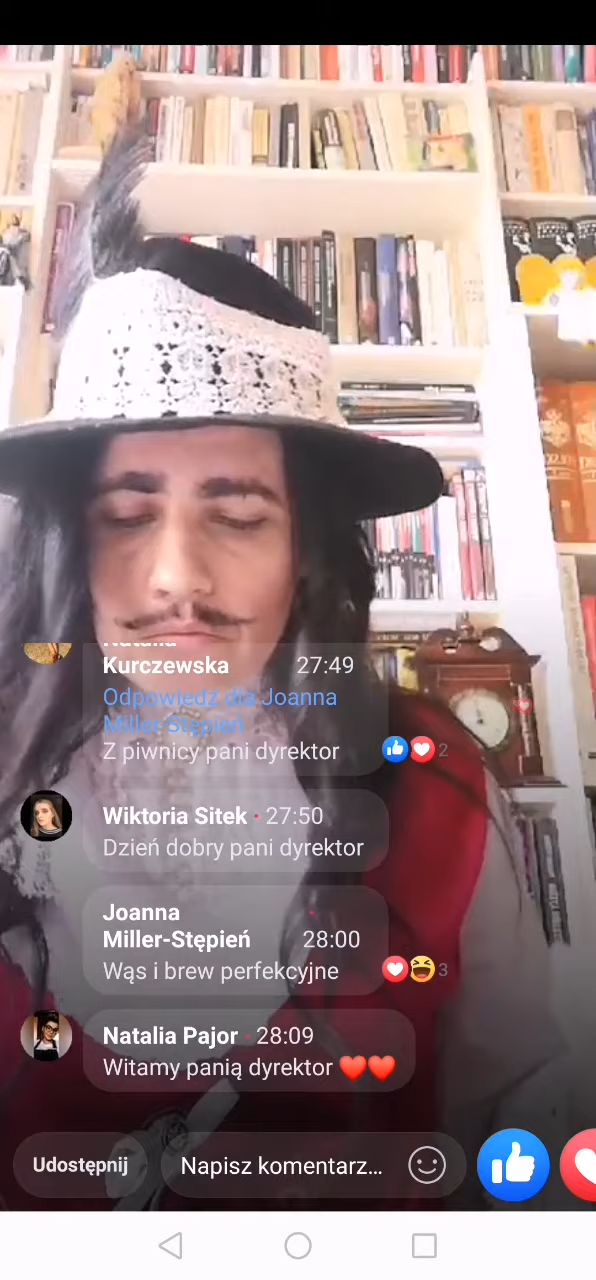 Natalia
Kurczewska 27:49
Odpowiedź dla Joanna
Miller-Stępień
Z piwnicy pani dyrektor
2
Wiktoria Sitek · 27:50
Dzień dobry pani dyrektor
Joanna ·
Miller-Stępień 28:00
Wąs i brew perfekcyjne
3
Natalia Pajor · 28:09
Witamy panią dyrektor ❤️❤️
Udostępnij
Napisz komentarz...